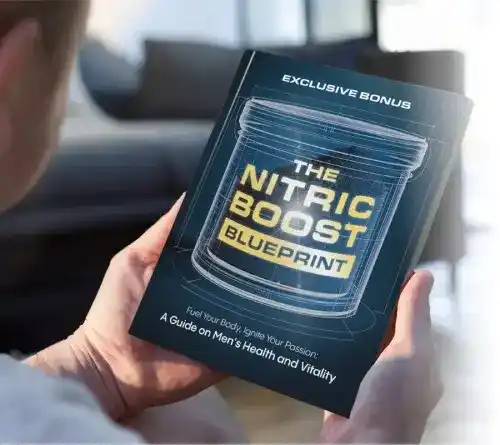 EXCLUSIVE BONUS
THE
NITRIC
BOOST
BLUEPRINT
Fuel Your Body, Ignite Your Passion:
A Guide on Men's Health and Vitality